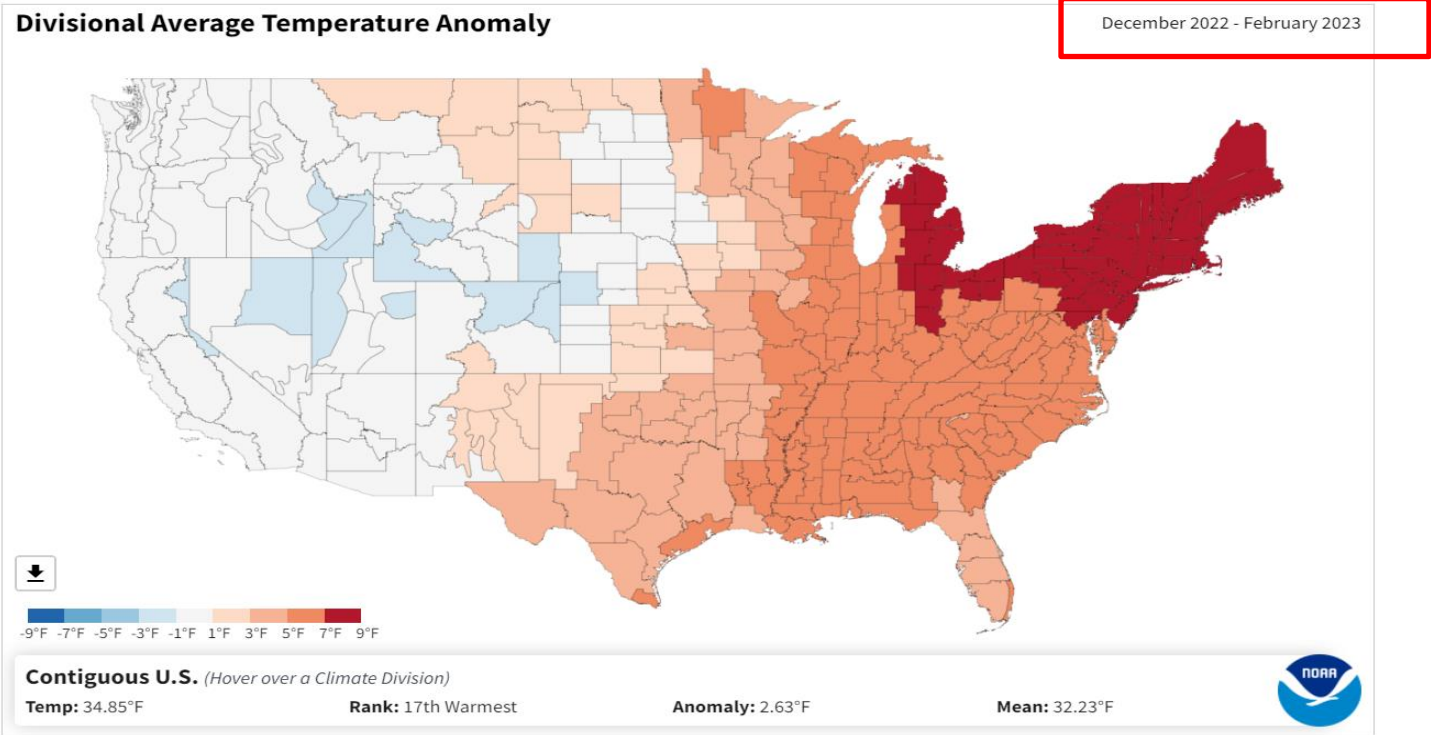 Divisional Average Temperature Anomaly
December 2022 - February 2023
-9°F -7°F -5°F -3°F -1°F 1°F 3°F 5°F 7°F 9°F
Contiguous U.S. (Hover over a Climate Division)
Temp: 34.85°F Rank: 17th Warmest Anomaly: 2.63°F Mean: 32.23°F
NOAA